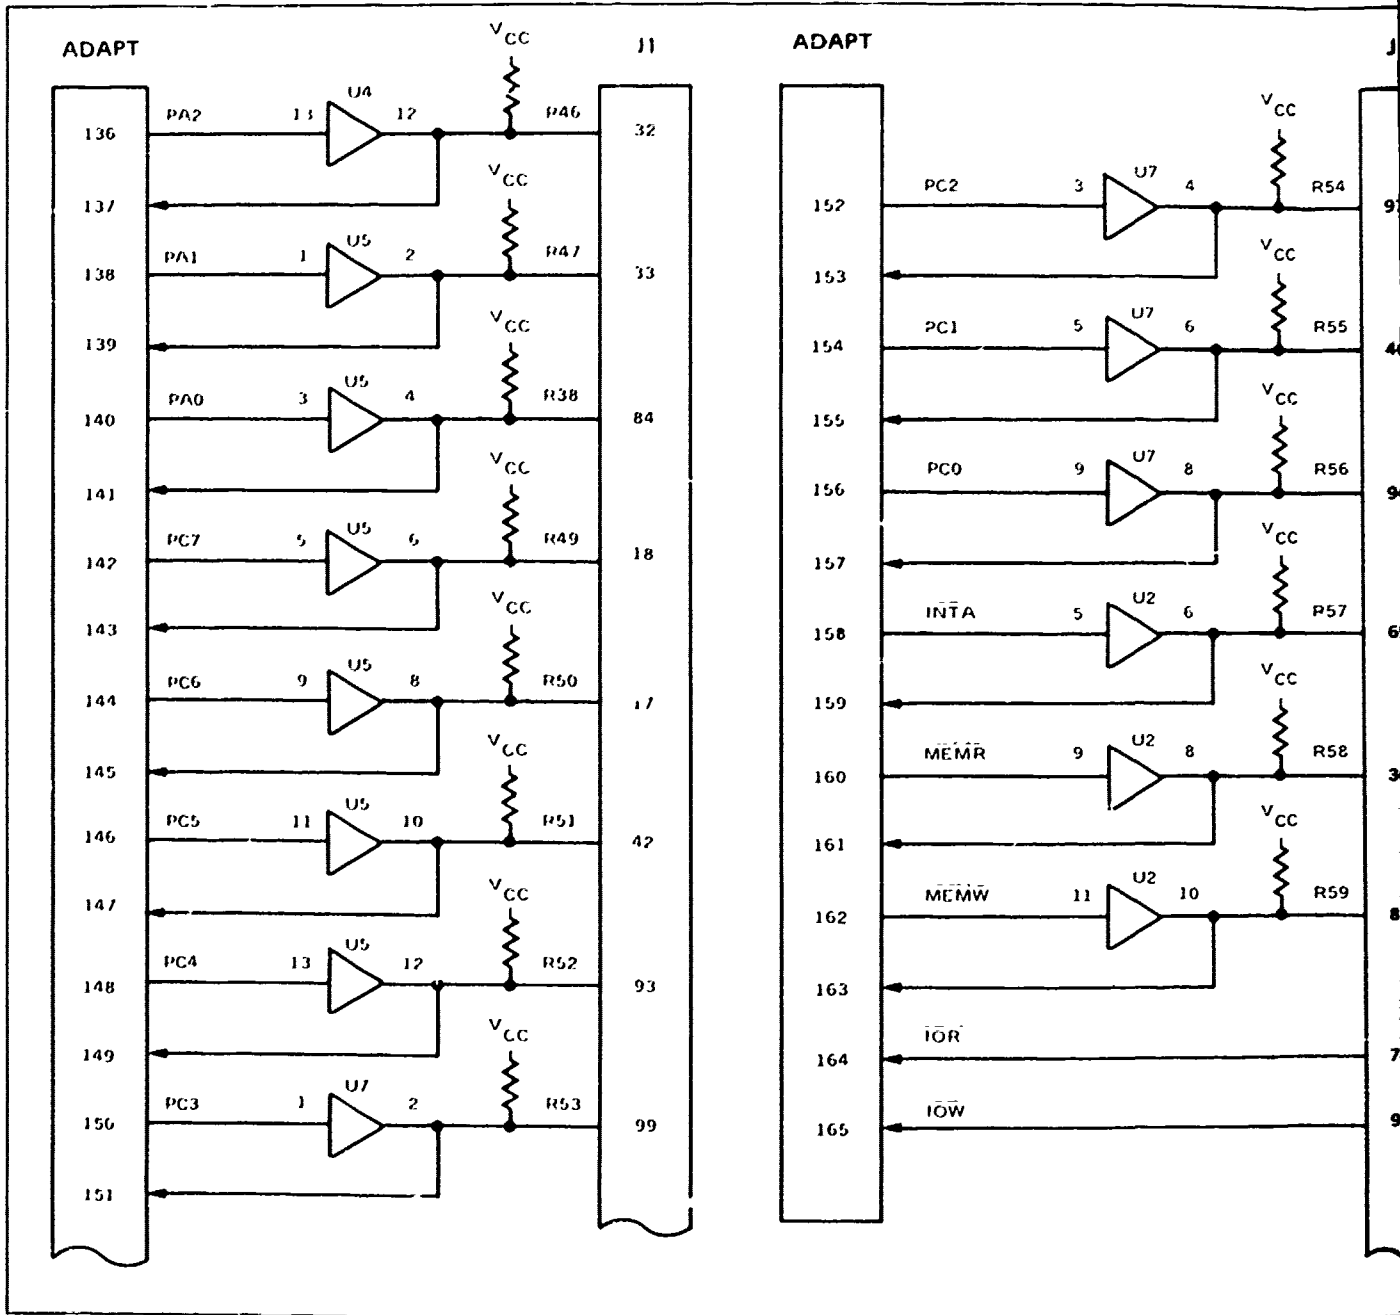 ADAPT
J1
VCC
136 PA2 13 U4 12 R46 32
137
VCC
138 PA1 1 U5 2 R47 33
139
VCC
140 PA0 3 U5 4 R38 84
141
VCC
142 PC7 5 U5 6 R49 18
143
VCC
144 PC6 9 U5 8 R50 17
145
VCC
146 PC5 11 U5 10 R51 42
147
VCC
148 PC4 13 U5 12 R52 93
149
VCC
150 PC3 1 U7 2 R53 99
151
ADAPT
VCC
152 PC2 3 U7 4 R54
153
VCC
154 PC1 5 U7 6 R55
155
VCC
156 PC0 9 U7 8 R56
157
VCC
158 INTA 5 U2 6 R57
159
VCC
160 MEMR 9 U2 8 R58
161
VCC
162 MEMW 11 U2 10 R59
163
164 IOR
165 IOW